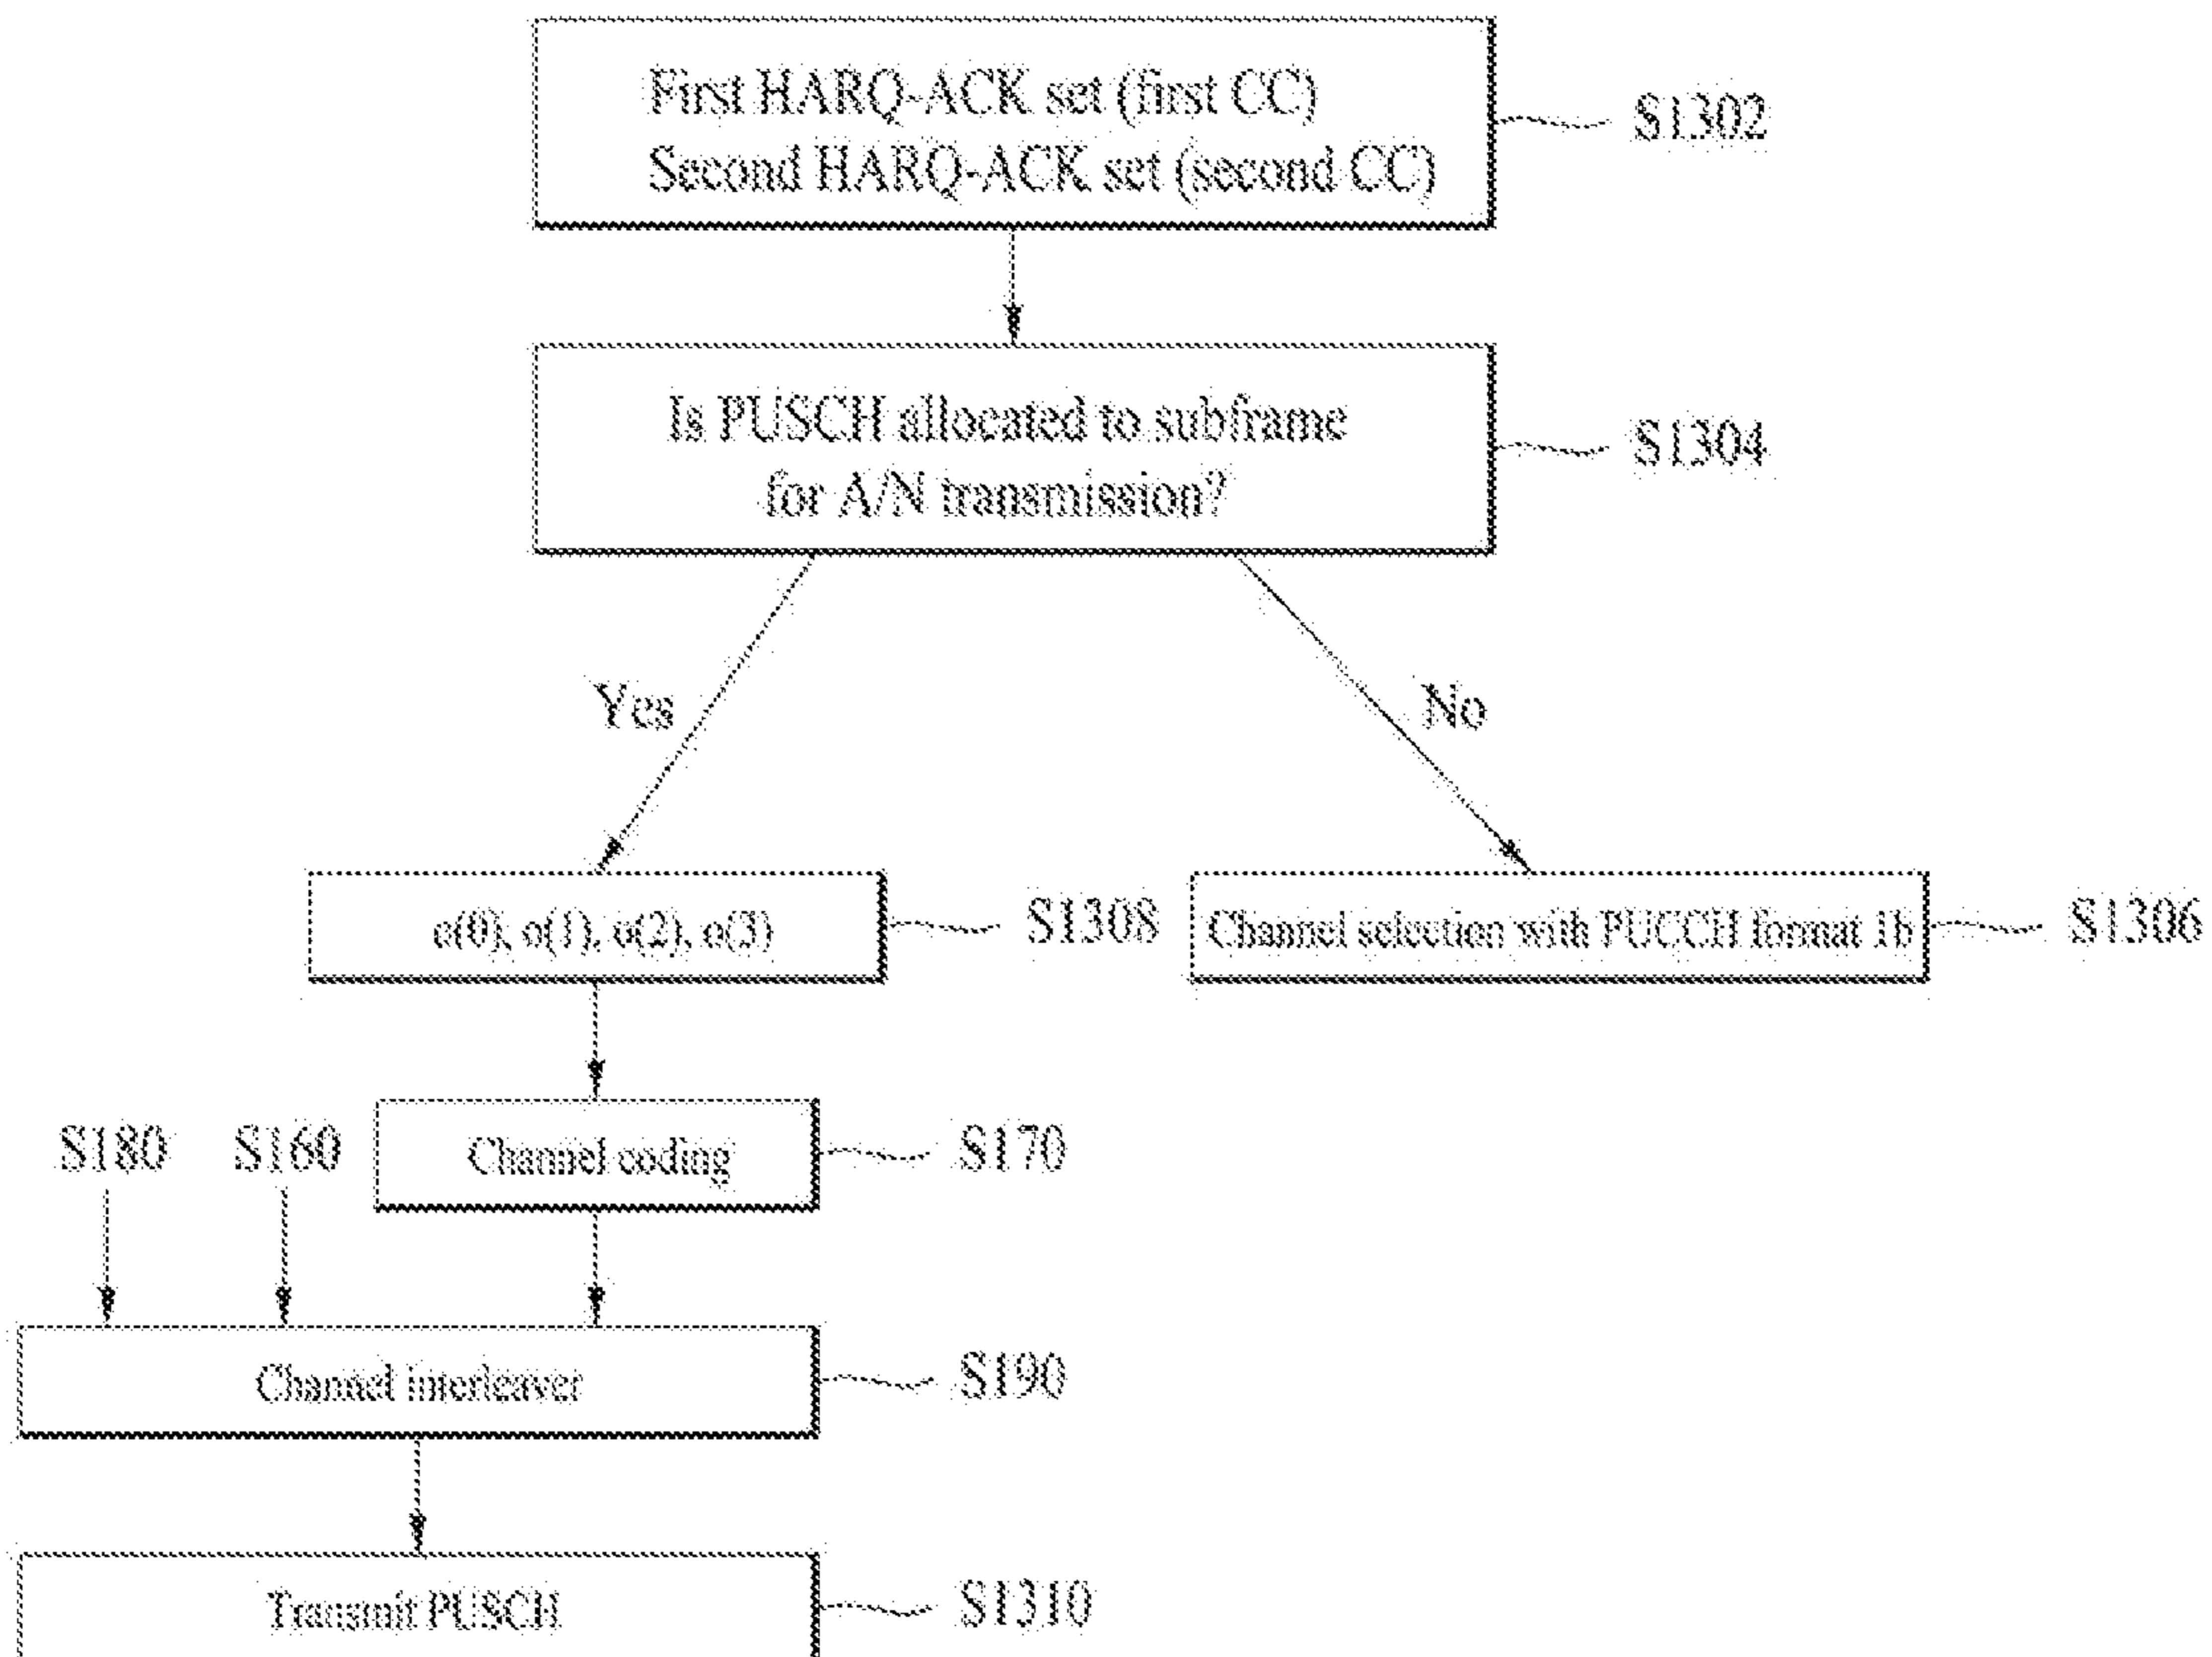 First HARQ-ACK set (first CC)
Second HARQ-ACK set (second CC)
S1302
Is PUSCH allocated to subframe
for A/N transmission?
S1304
Yes
No
o(0), o(1), o(2), o(3)
S1308
Channel selection with PUCCH format 1b
S1306
S180
S160
Channel coding
S170
Channel interleaver
S190
Transmit PUSCH
S1310